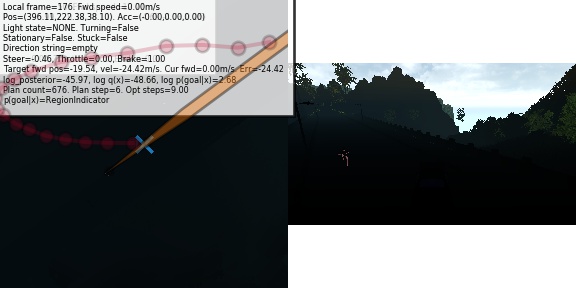 Local frame=176. Fwd speed=0.00m/s
Pos=(396.11,222.38,38.10). Acc=(-0.00,0.00,0.00)
Light state=NONE. Turning=False
Stationary=False. Stuck=False
Direction string=empty
Steer=-0.46, Throttle=0.00, Brake=1.00
Target fwd pos=-19.54, vel=-24.42m/s. Cur fwd=0.00m/s. Err=-24.42
log_posterior=-45.97, log q(x)=-48.66, log p(goal|x)=2.68
Plan count=676. Plan step=6. Opt steps=9.00
p(goal|x)=RegionIndicator